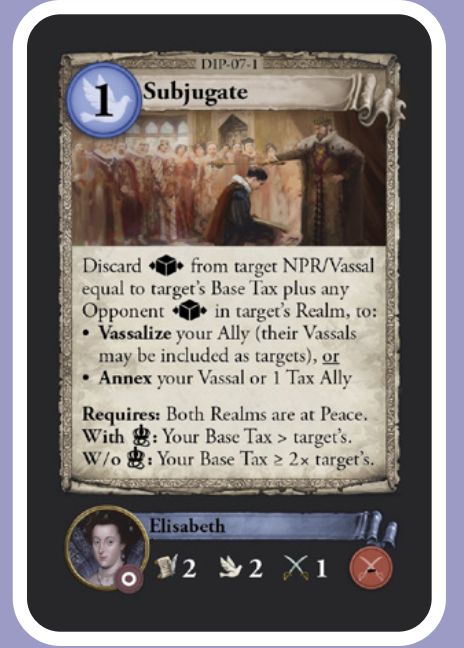 DIP-07-1
1 Subjugate
Discard from target NPR/Vassal
equal to target's Base Tax plus any
Opponent in target's Realm, to:
• Vassalize your Ally (their Vassals
may be included as targets), or
• Annex your Vassal or 1 Tax Ally
Requires: Both Realms are at Peace.
With : Your Base Tax > target's.
W/o : Your Base Tax ≥ 2× target's.
Elisabeth
2 2 1